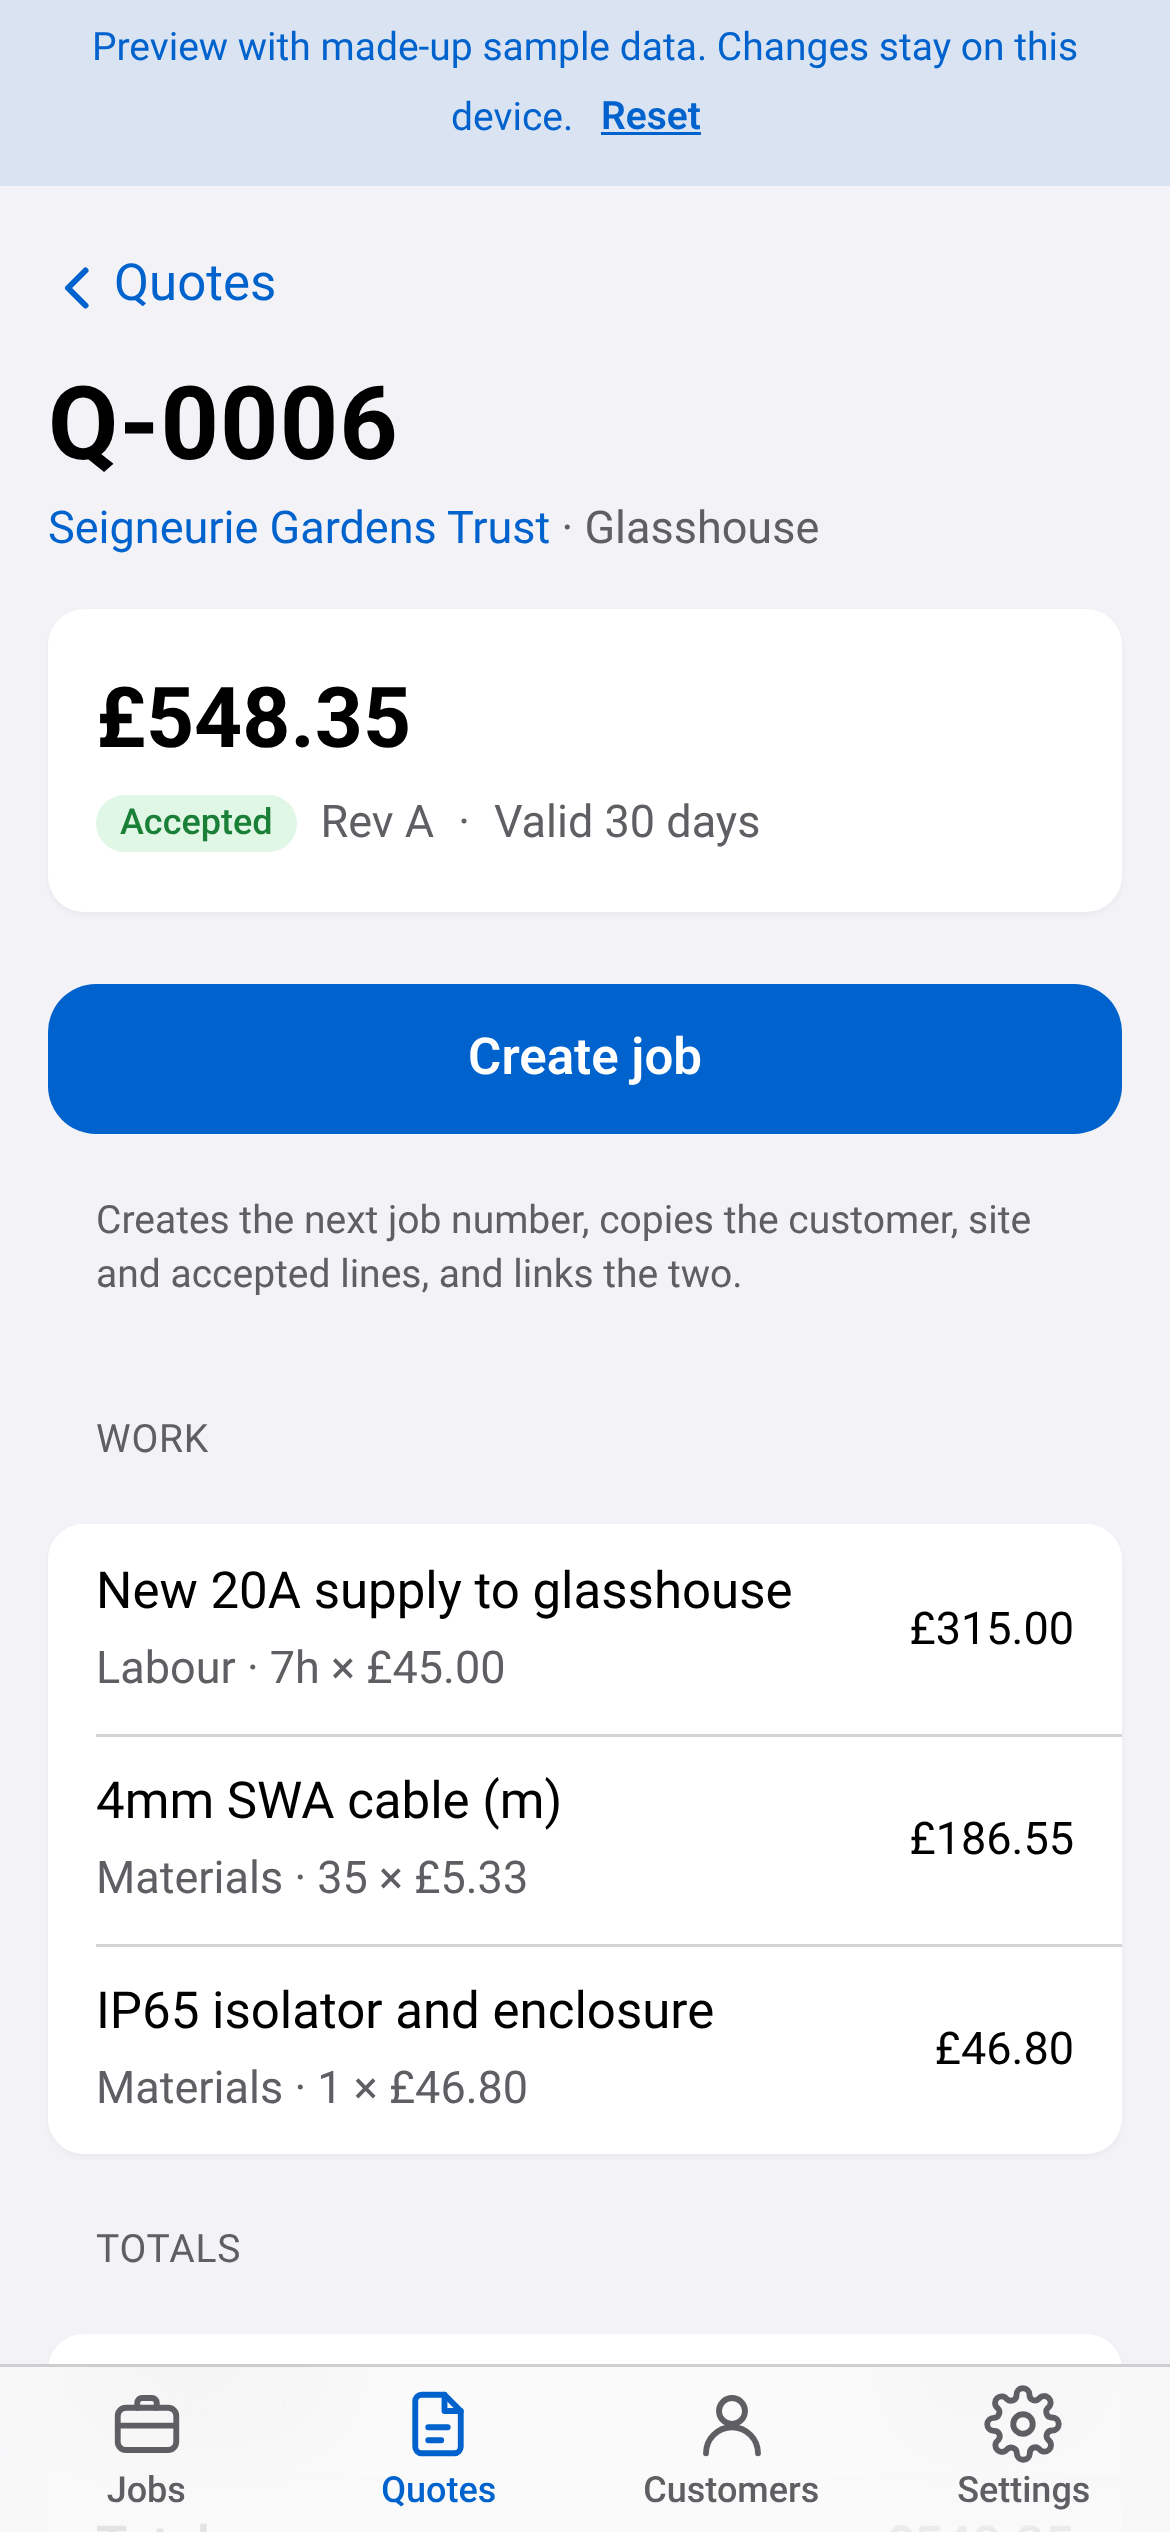 Preview with made-up sample data. Changes stay on this
device. Reset
Quotes
Q-0006
Seigneurie Gardens Trust · Glasshouse
£548.35
Accepted Rev A · Valid 30 days
Create job
Creates the next job number, copies the customer, site
and accepted lines, and links the two.
WORK
New 20A supply to glasshouse
£315.00
Labour · 7h × £45.00
4mm SWA cable (m)
£186.55
Materials · 35 × £5.33
IP65 isolator and enclosure
£46.80
Materials · 1 × £46.80
TOTALS
Jobs
Quotes
Customers
Settings